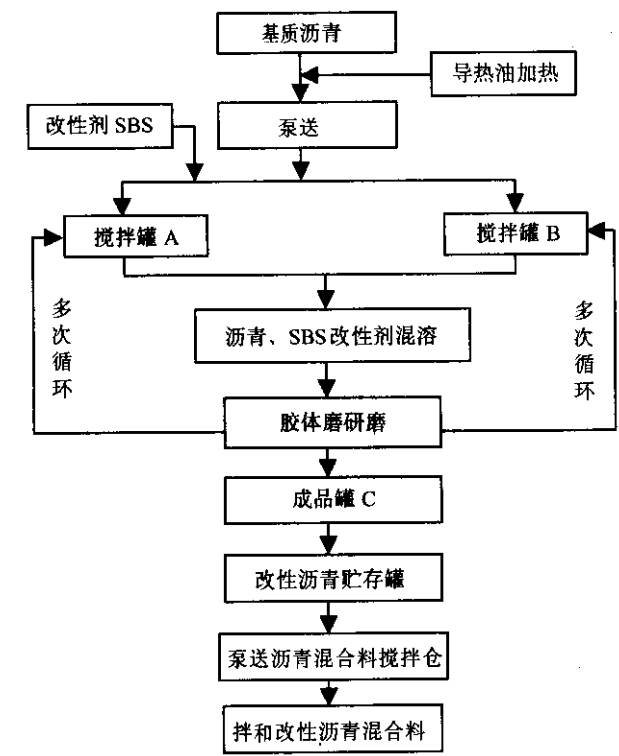 基质沥青
导热油加热
改性剂 SBS
泵送
搅拌罐 A
搅拌罐 B
多次循环
多次循环
沥青、SBS改性剂混溶
胶体磨研磨
成品罐 C
改性沥青贮存罐
泵送沥青混合料搅拌仓
拌和改性沥青混合料